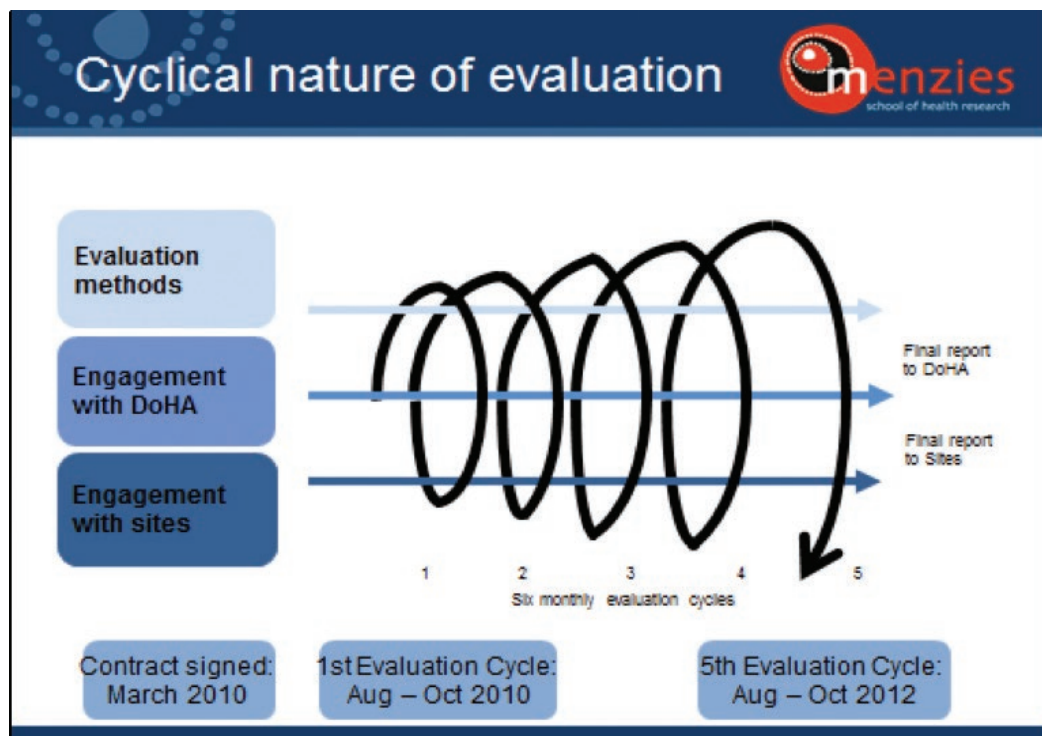 Cyclical nature of evaluation
menzies
school of health research
Evaluation
methods
Engagement
with DoHA
Engagement
with sites
Final report
to DoHA
Final report
to Sites
1 2 3 4 5
Six monthly evaluation cycles
Contract signed:
March 2010
1st Evaluation Cycle:
Aug – Oct 2010
5th Evaluation Cycle:
Aug – Oct 2012